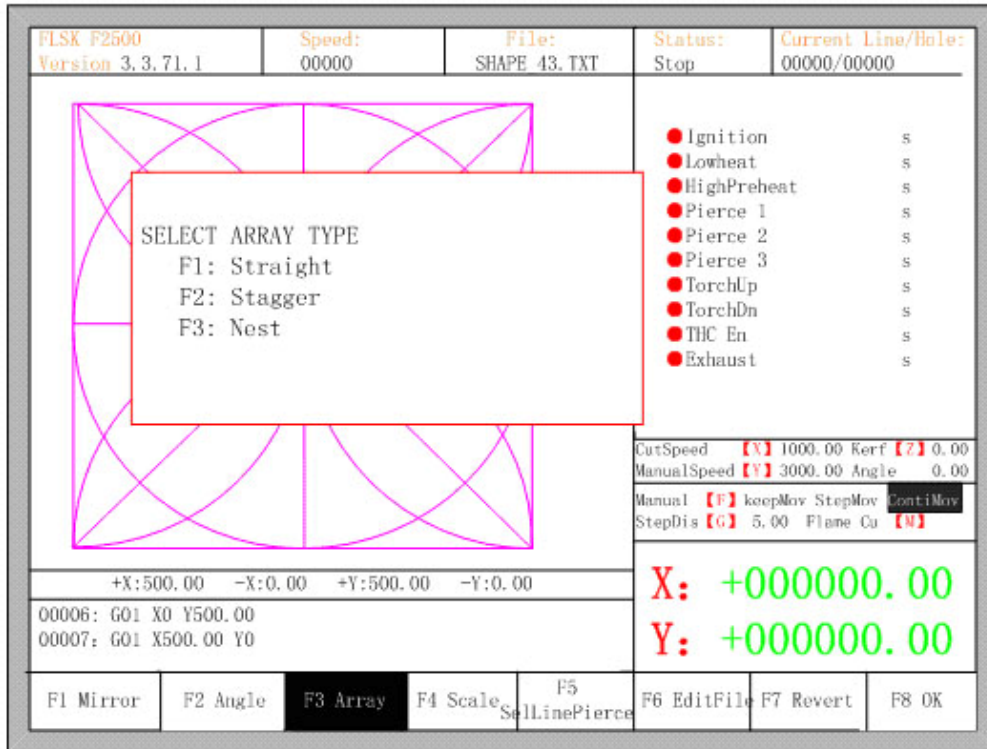 FLSK F2500
Version 3.3.71.1
Speed:
00000
File:
SHAPE 43.TXT
Status:
Stop
Current Line/Hole:
00000/00000
SELECT ARRAY TYPE
F1: Straight
F2: Stagger
F3: Nest
Ignition s
Lowheat s
HighPreheat s
Pierce 1 s
Pierce 2 s
Pierce 3 s
TorchUp s
TorchDn s
THC En s
Exhaust s
CutSpeed 【X】 1000.00 Kerf 【Z】 0.00
ManualSpeed 【Y】 3000.00 Angle 0.00
Manual 【F】 keepMov StepMov ContiMov
StepDis 【G】 5.00 Flame Cu 【M】
+X:500.00 -X:0.00 +Y:500.00 -Y:0.00
00006: G01 X0 Y500.00
00007: G01 X500.00 Y0
X: +000000.00
Y: +000000.00
F1 Mirror
F2 Angle
F3 Array
F4 Scale
F5
SelLinePierce
F6 EditFile
F7 Revert
F8 OK